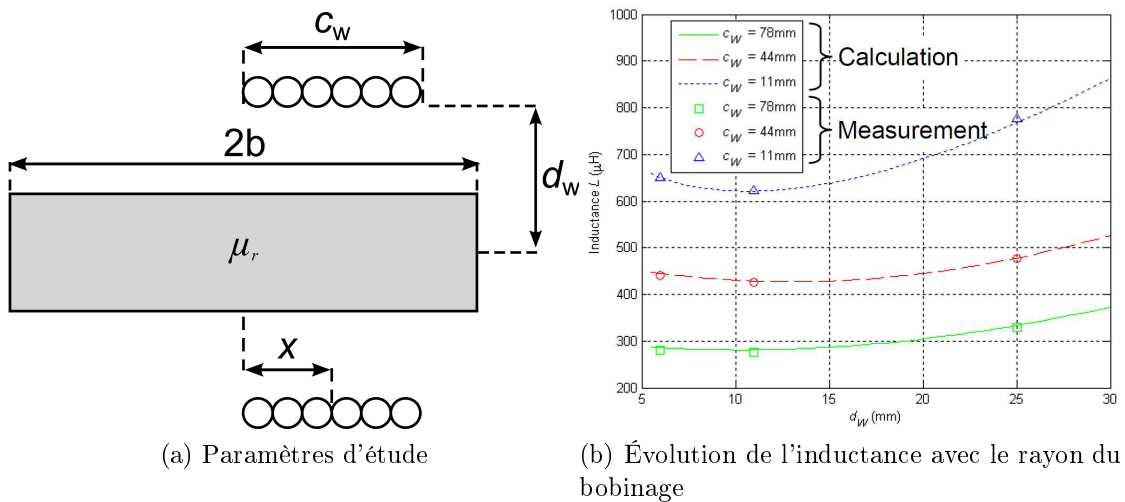 c_w
2b
d_w
μ_r
x
(a) Paramètres d'étude
1000
900
800
700
600
500
400
300
200
5
10
15
20
25
30
Inductance L (μH)
d_W (mm)
c_W = 78mm
c_W = 44mm
c_W = 11mm
Calculation
c_W = 78mm
c_W = 44mm
c_W = 11mm
Measurement
(b) Évolution de l'inductance avec le rayon du
bobinage